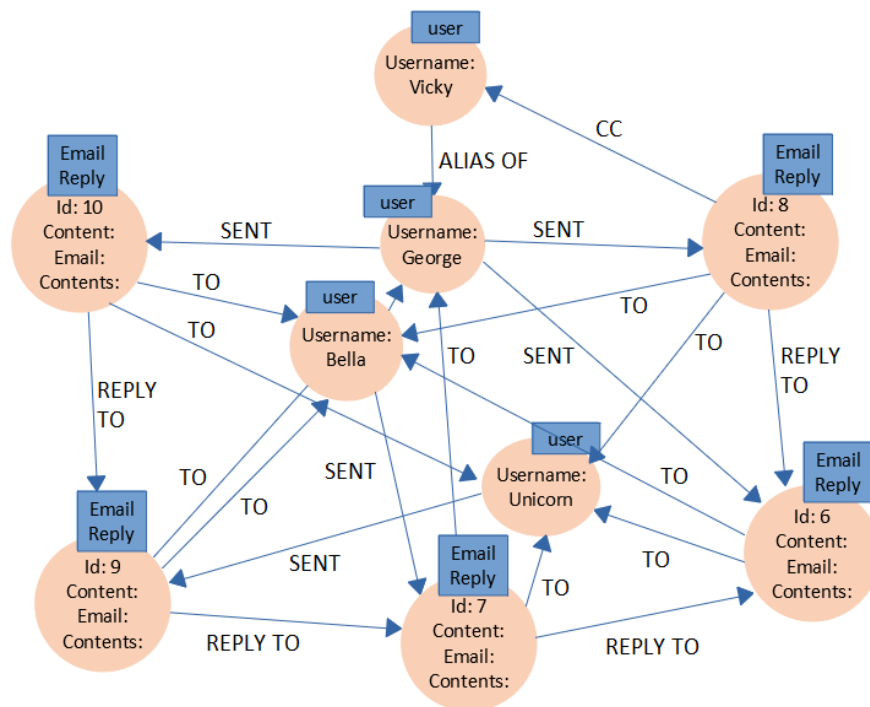 user
Username:
Vicky
CC
ALIAS OF
Email
Reply
Id: 10
Content:
Email:
Contents:
SENT
user
Username:
George
SENT
Email
Reply
Id: 8
Content:
Email:
Contents:
TO
user
Username:
Bella
TO
TO
TO
TO
SENT
REPLY
TO
REPLY
TO
user
Username:
Unicorn
TO
SENT
TO
TO
Email
Reply
Id: 6
Content:
Email:
Contents:
Email
Reply
Id: 9
Content:
Email:
Contents:
SENT
TO
Email
Reply
Id: 7
Content:
Email:
Contents:
TO
REPLY TO
REPLY TO